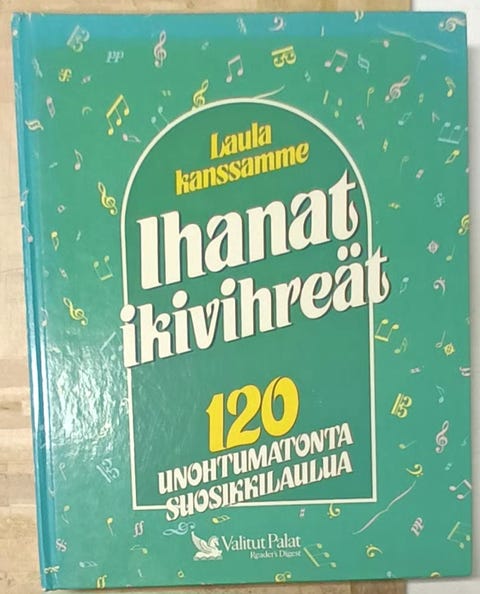 Laula
kanssamme
Ihanat
ikivihreät
120
UNOHTUMATONTA
SUOSIKKILAULUA
Valitut Palat
Reader's Digest